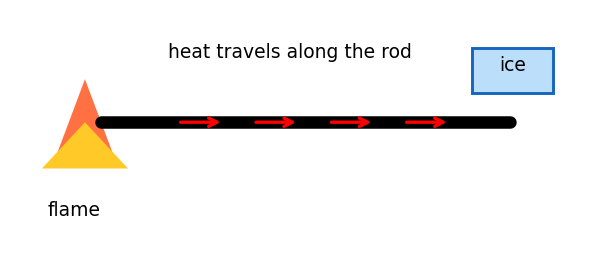 heat travels along the rod
ice
flame